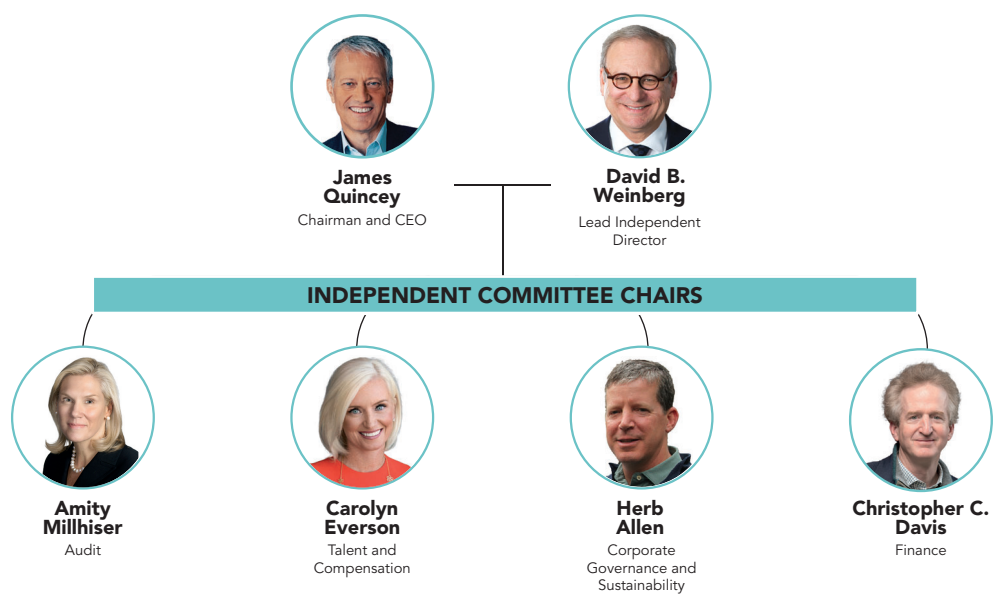 James
Quincey
Chairman and CEO
David B.
Weinberg
Lead Independent
Director
INDEPENDENT COMMITTEE CHAIRS
Amity
Millhiser
Audit
Carolyn
Everson
Talent and
Compensation
Herb
Allen
Corporate
Governance and
Sustainability
Christopher C.
Davis
Finance